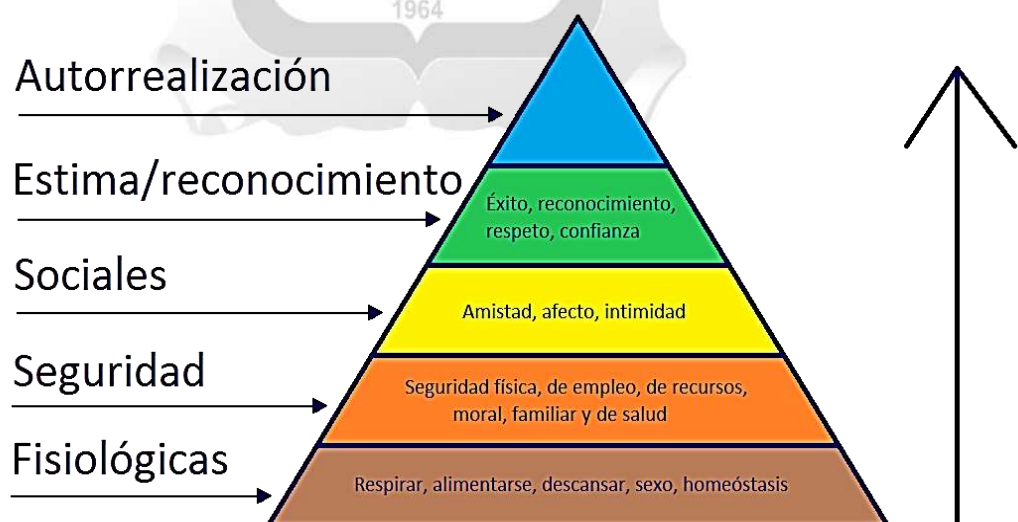 1964
Autorrealización
Estima/reconocimiento
Éxito, reconocimiento,
respeto, confianza
Sociales
Amistad, afecto, intimidad
Seguridad
Seguridad física, de empleo, de recursos,
moral, familiar y de salud
Fisiológicas
Respirar, alimentarse, descansar, sexo, homeóstasis